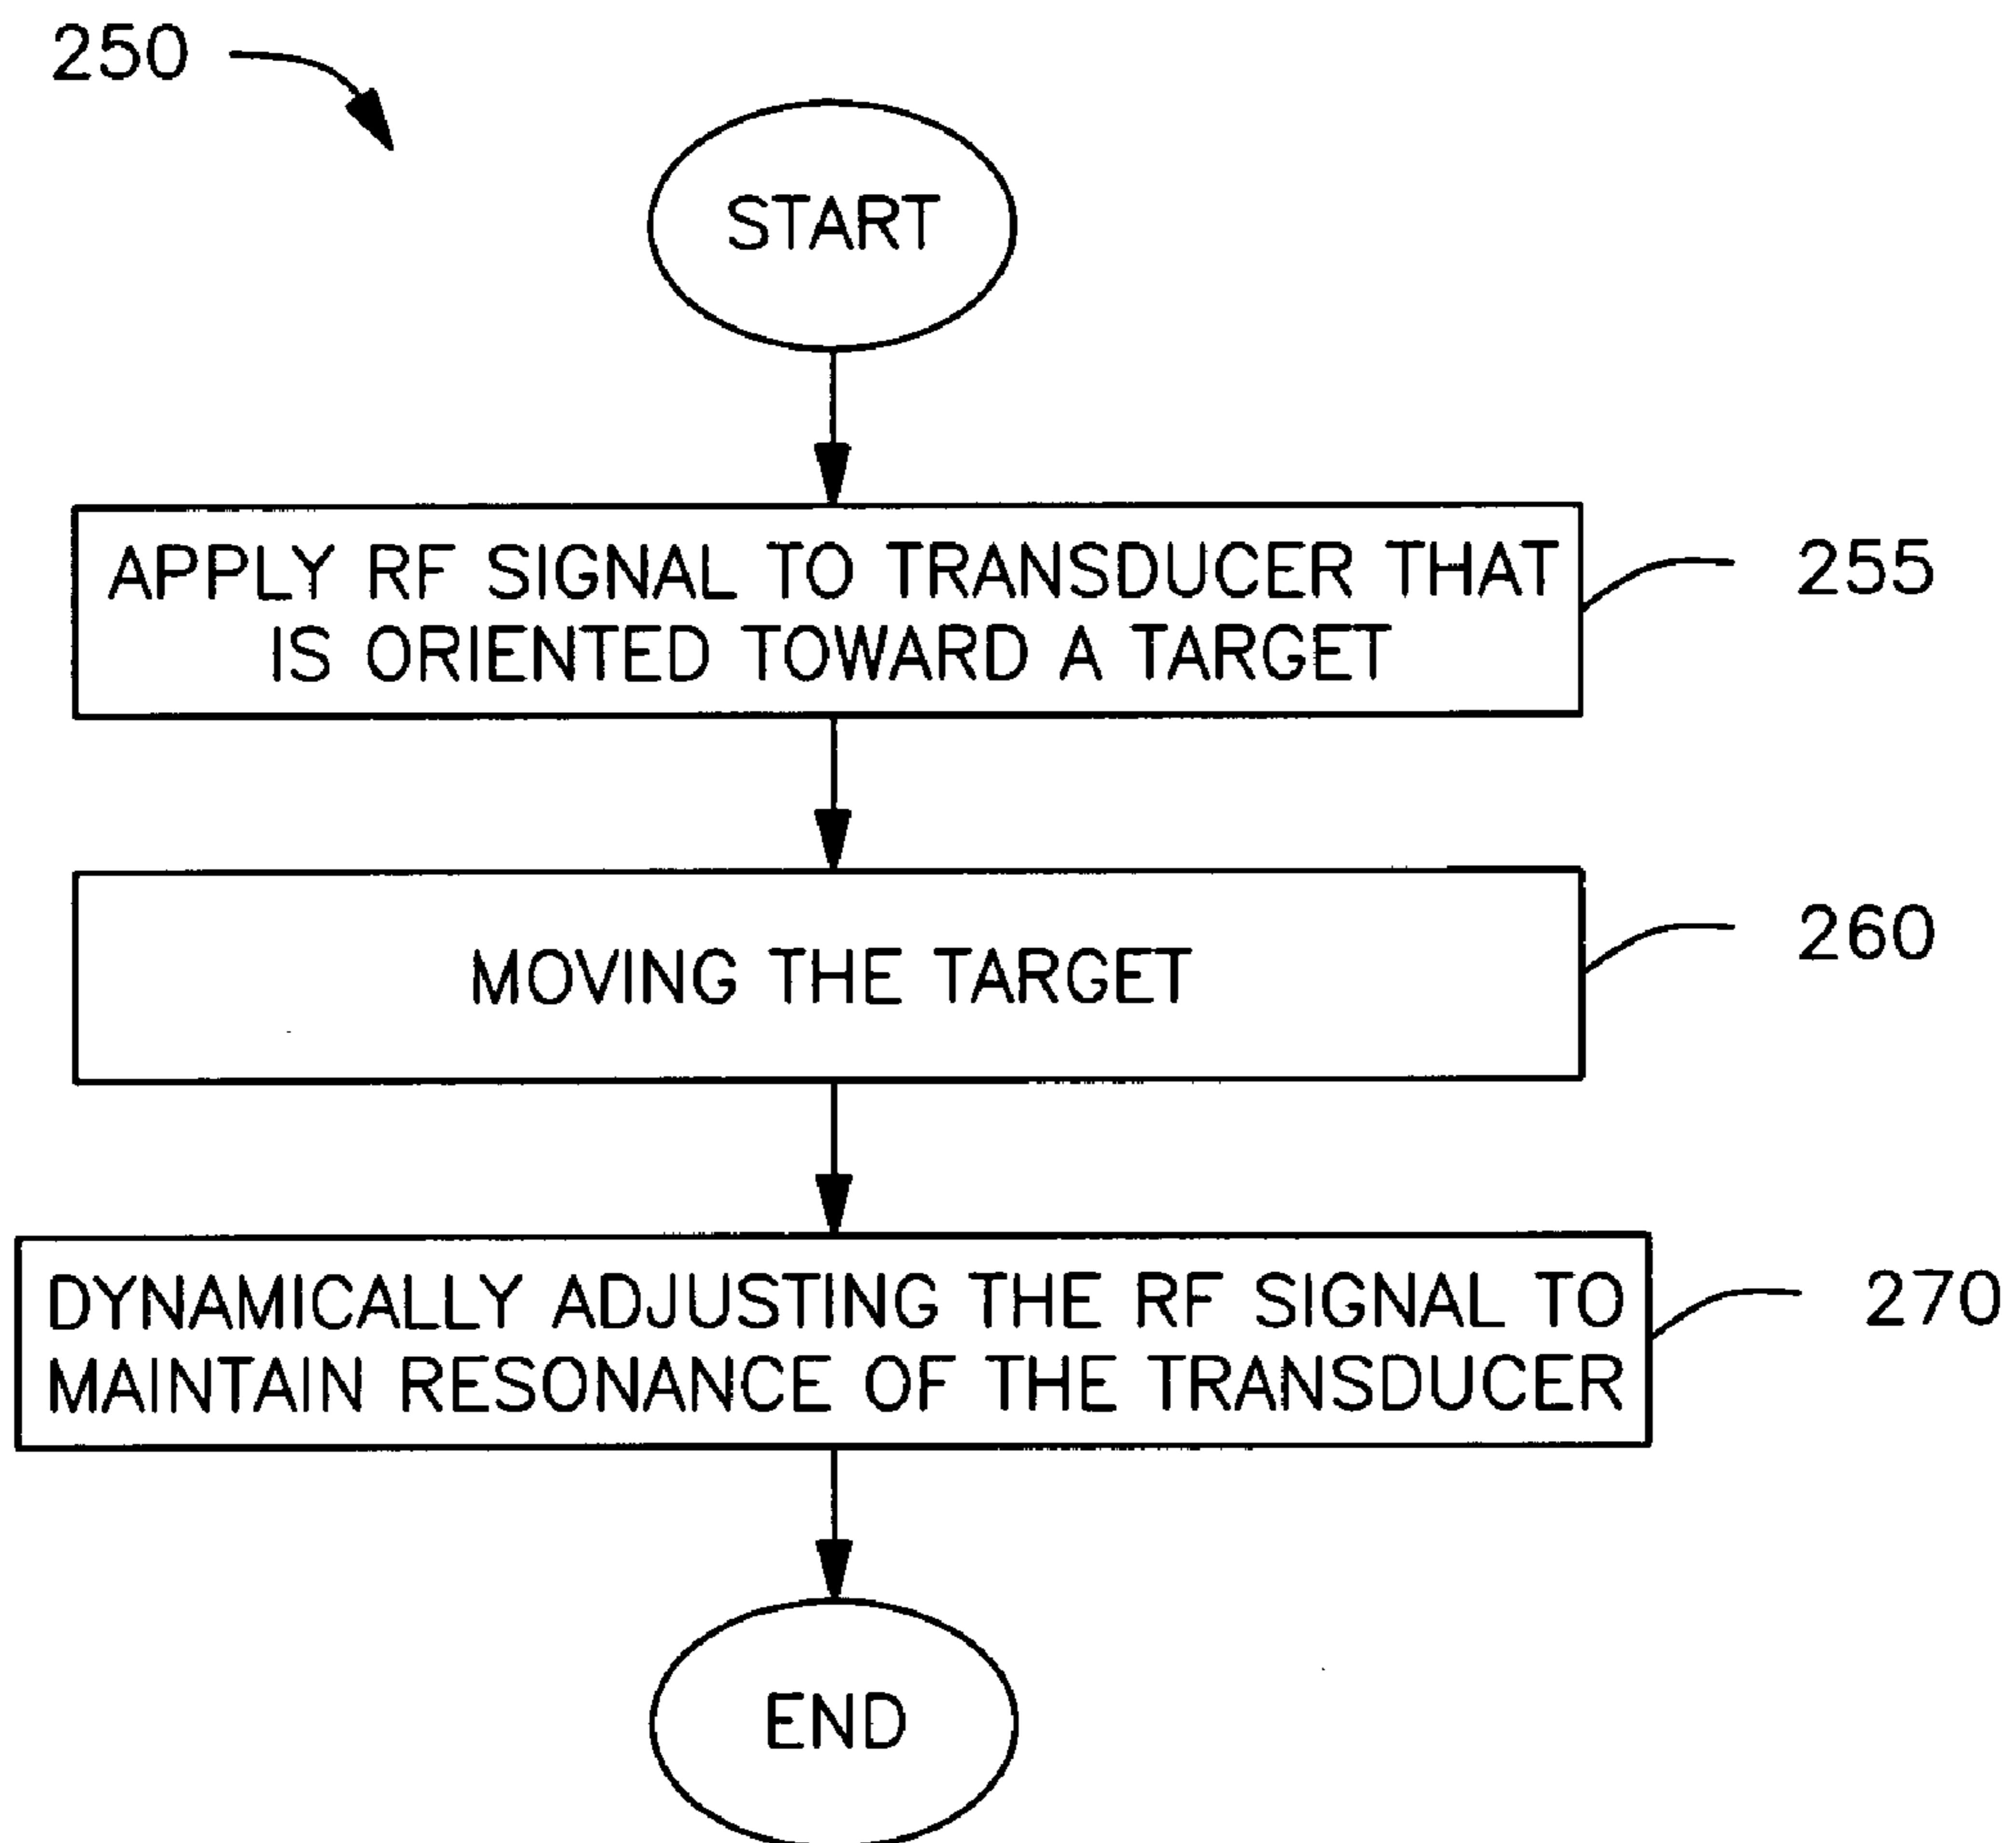 250
START
APPLY RF SIGNAL TO TRANSDUCER THAT
IS ORIENTED TOWARD A TARGET
255
MOVING THE TARGET
260
DYNAMICALLY ADJUSTING THE RF SIGNAL TO
MAINTAIN RESONANCE OF THE TRANSDUCER
270
END